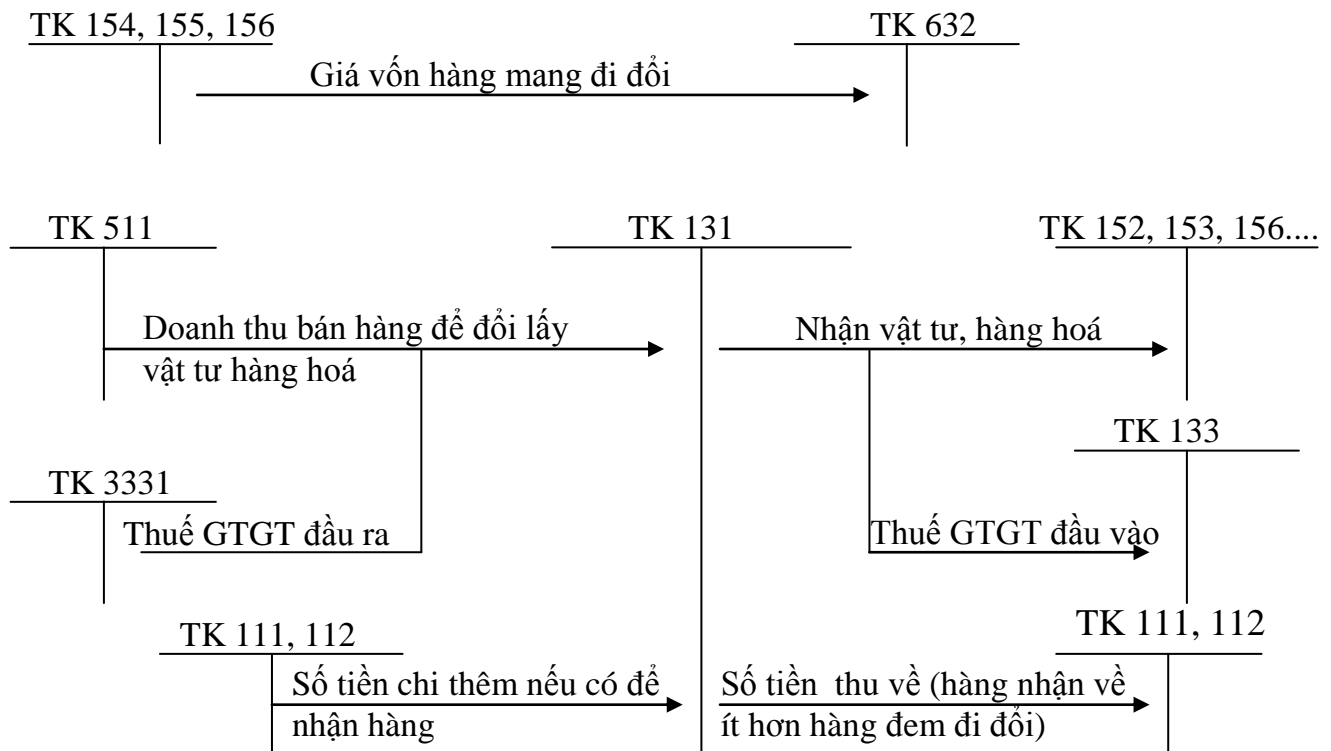 TK 154, 155, 156
TK 632
Giá vốn hàng mang đi đổi
TK 511
TK 131
TK 152, 153, 156....
Doanh thu bán hàng để đổi lấy
vật tư hàng hoá
Nhận vật tư, hàng hoá
TK 133
TK 3331
Thuế GTGT đầu ra
Thuế GTGT đầu vào
TK 111, 112
TK 111, 112
Số tiền chi thêm nếu có để
nhận hàng
Số tiền thu về (hàng nhận về
ít hơn hàng đem đi đổi)